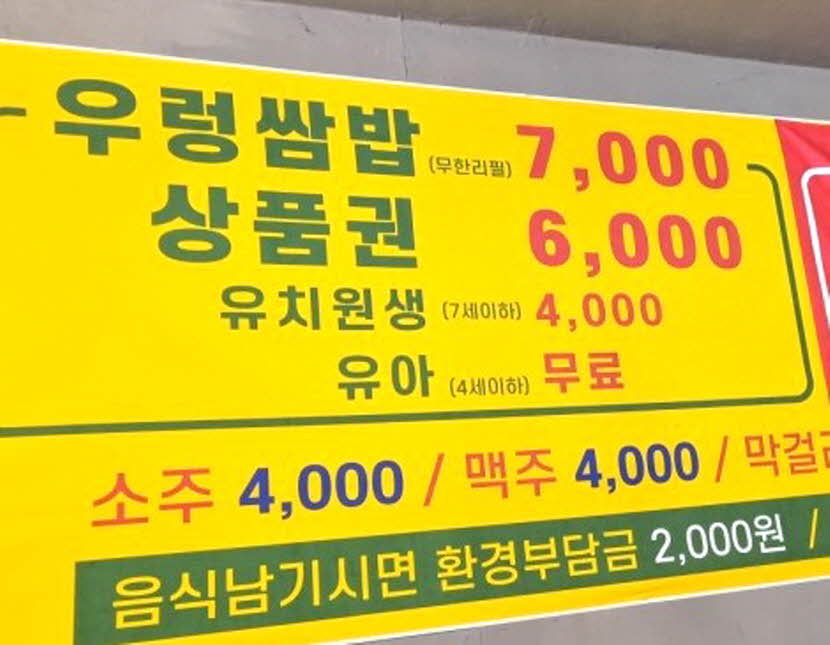 우렁쌈밥 (무한리필) 7,000
상품권 6,000
유치원생 (7세이하) 4,000
유아 (4세이하) 무료
소주 4,000 / 맥주 4,000 / 막걸리
음식남기시면 환경부담금 2,000원 /